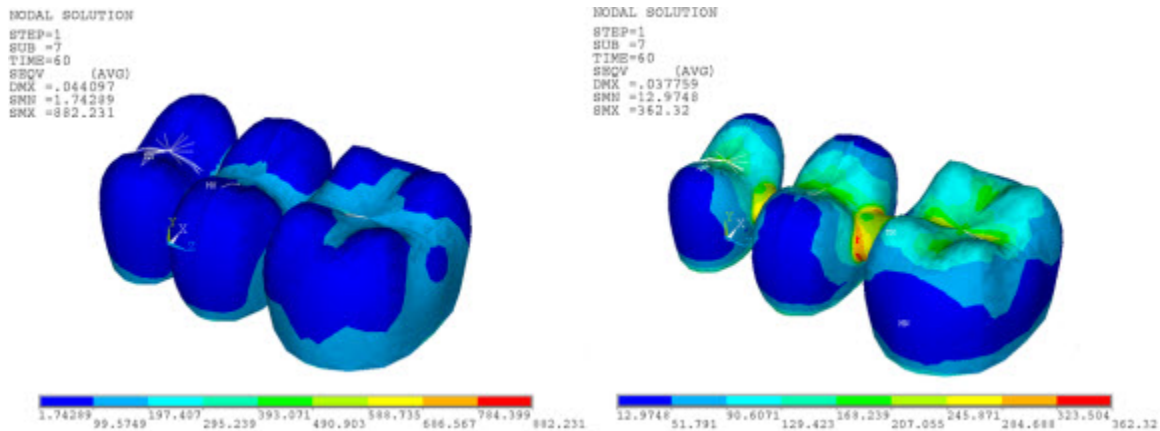 NODAL SOLUTION
STEP=1
SUB =7
TIME=60
SEQV (AVG)
DMX =.044097
SMN =1.74289
SMX =882.231
MN
Y
X
Z
1.74289 197.407 393.071 588.735 784.399
99.5749 295.239 490.903 686.567 882.231
NODAL SOLUTION
STEP=1
SUB =7
TIME=60
SEQV (AVG)
DMX =.037759
SMN =12.9748
SMX =362.32
MN
12.9748 90.6071 168.239 245.871 323.504
51.791 129.423 207.055 284.688 362.32